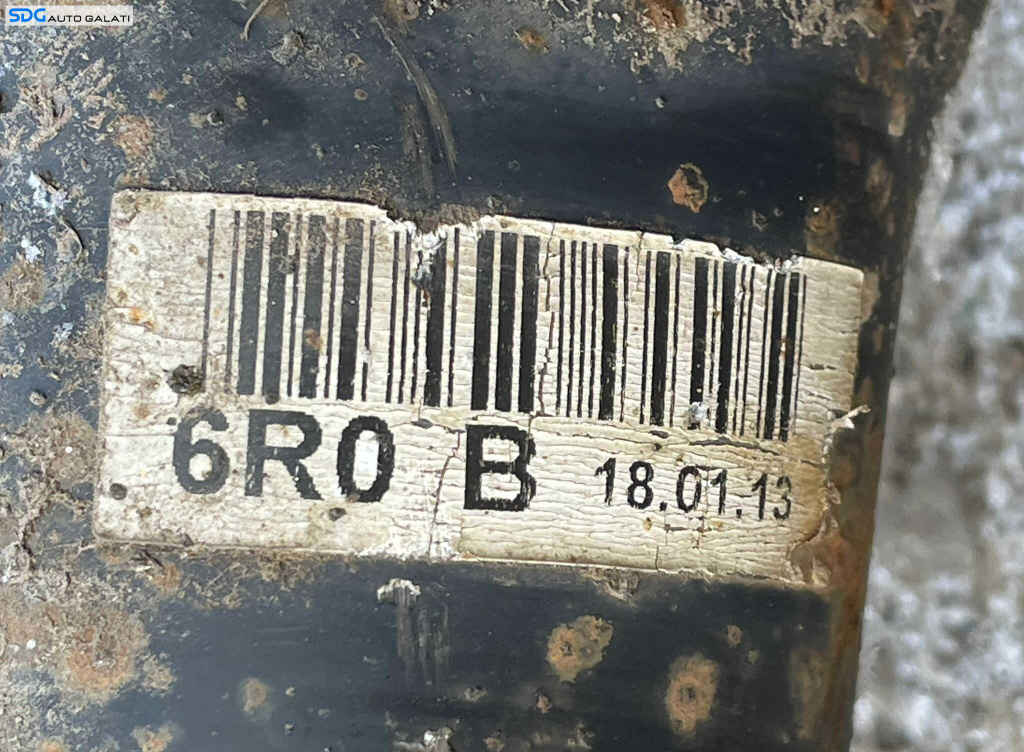 SDG AUTO GALATI
6R0 B 18.01.13